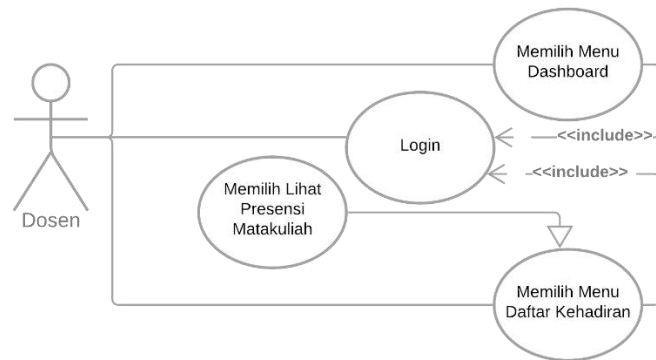 Memilih Menu
Dashboard
<<include>>
Login
<<include>>
Memilih Lihat
Presensi
Matakuliah
Dosen
Memilih Menu
Daftar Kehadiran